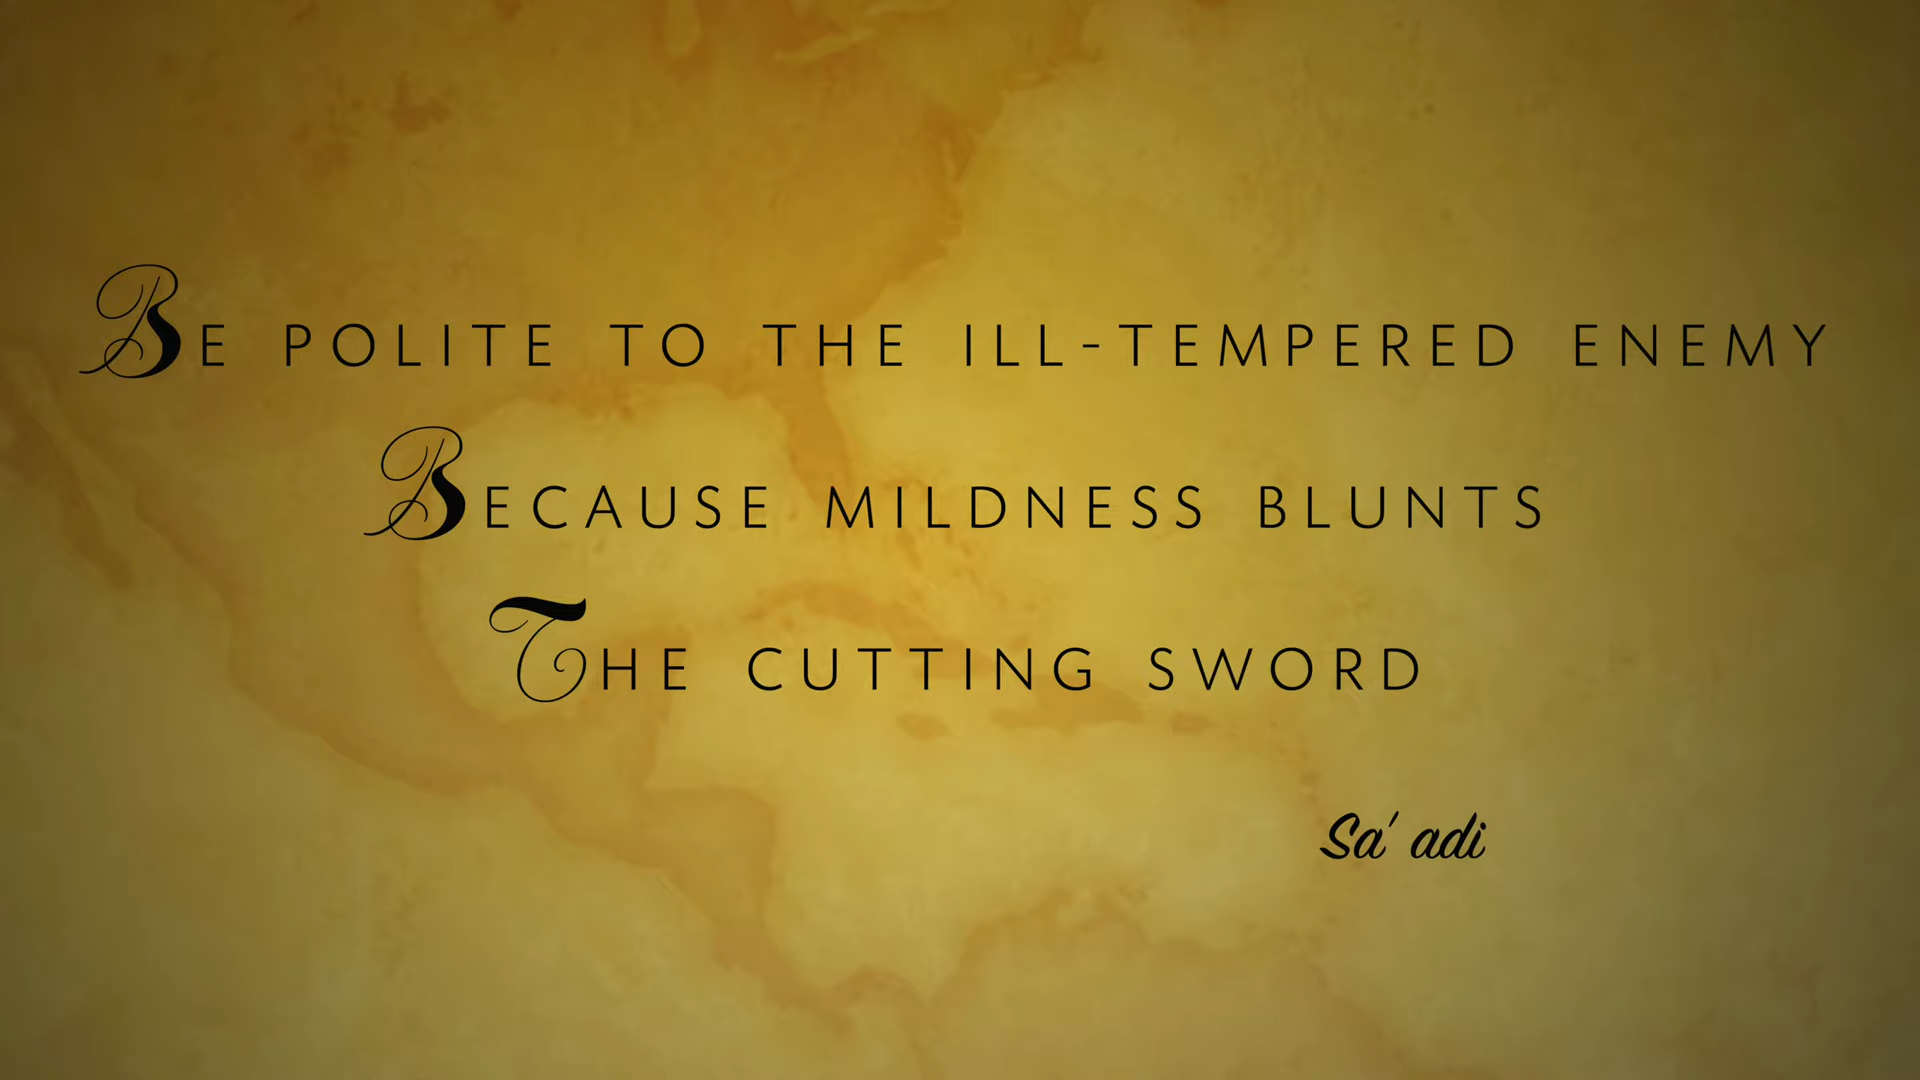 Be polite to the ill-tempered enemy
Because mildness blunts
The cutting sword
Sa' adi